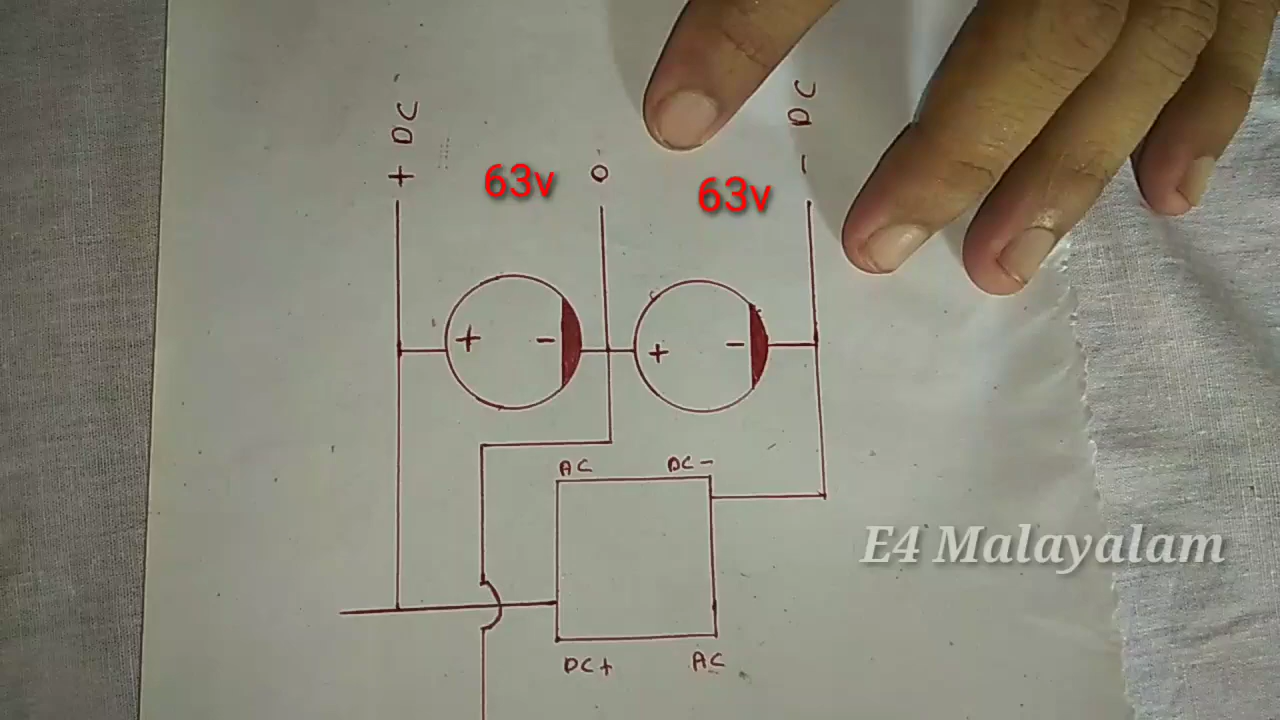 + DC
63v
0
63v
- DC
+ -
+ -
AC
DC-
E4 Malayalam
DC+
AC